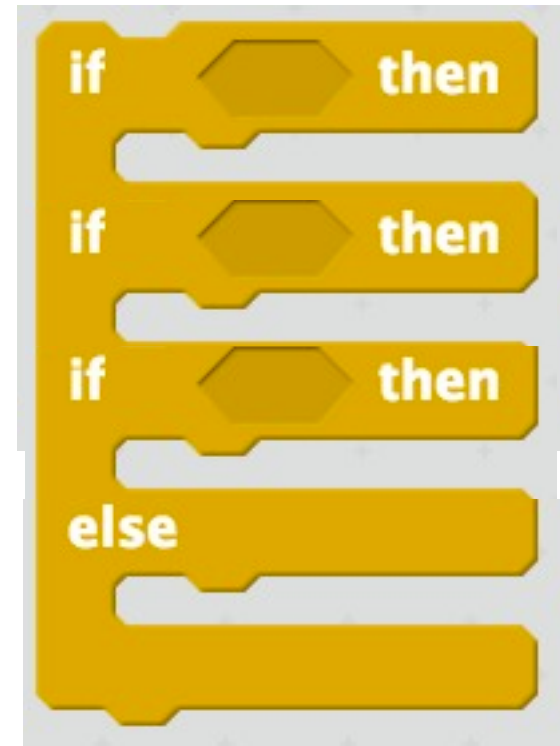 if then
if then
if then
else